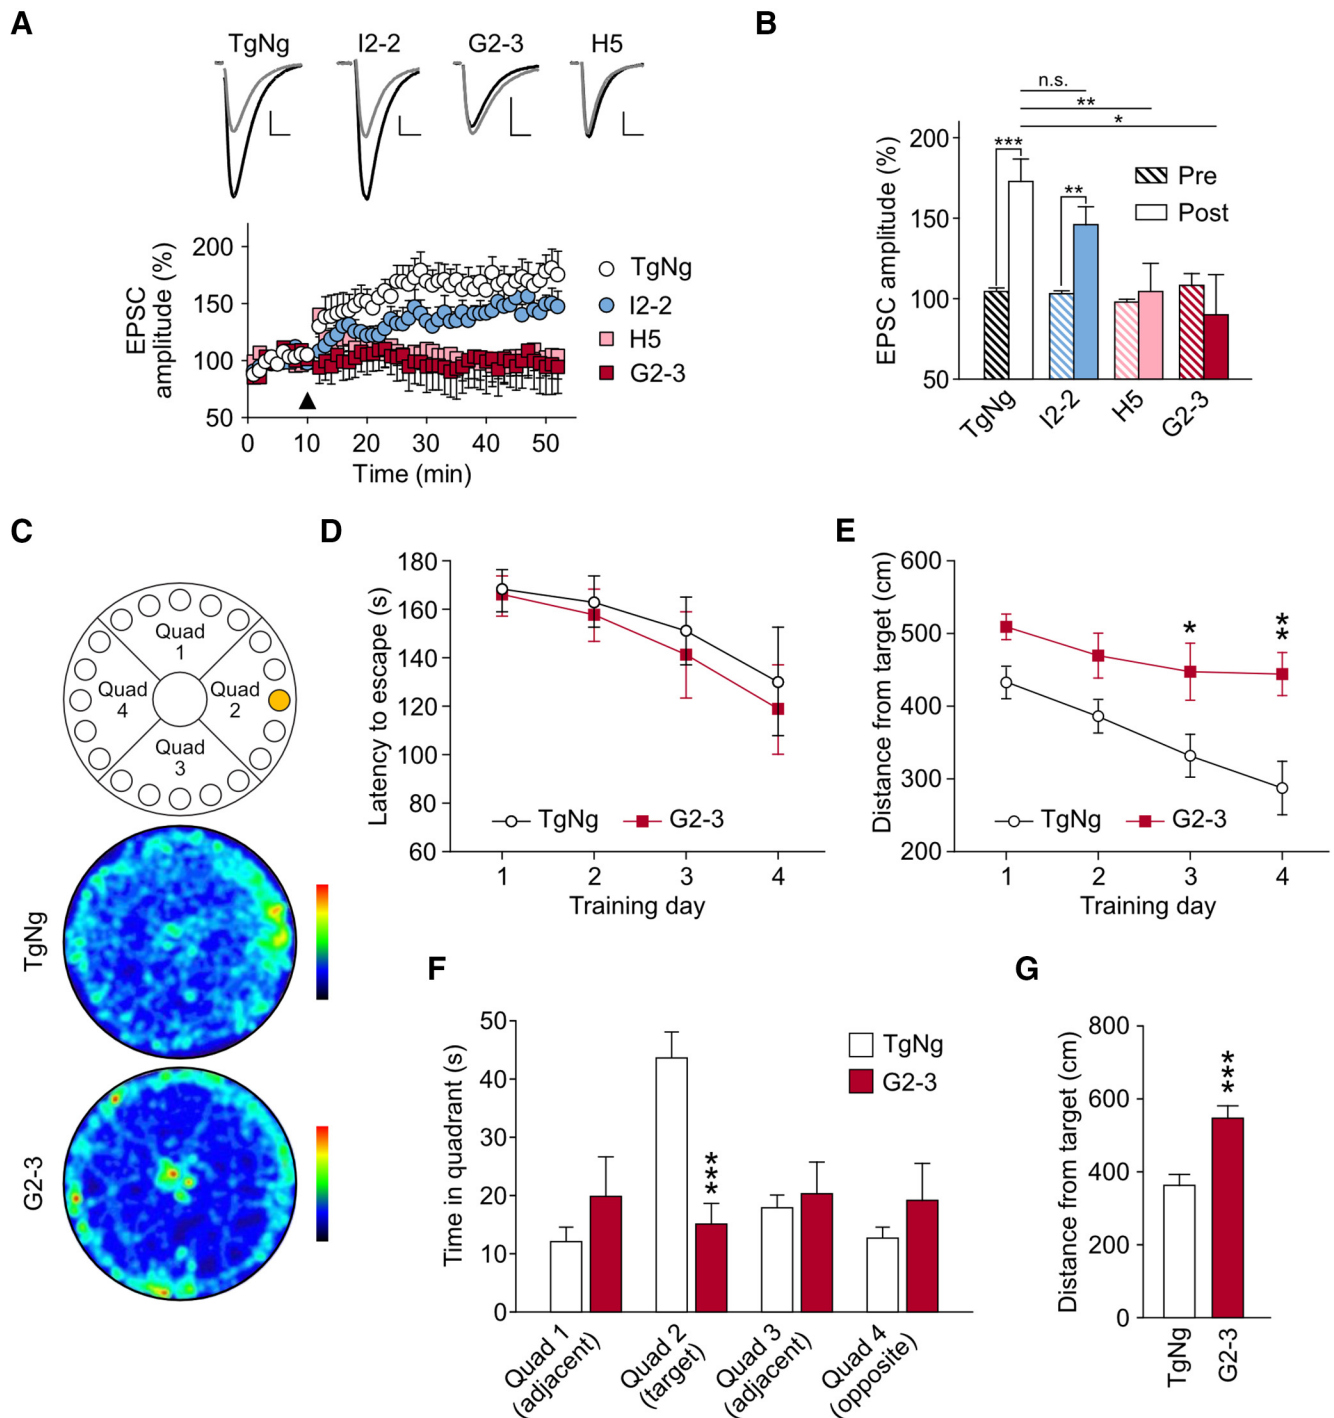 A
TgNg
I2-2
G2-3
H5
EPSC
amplitude (%)
200
150
100
50
0
10
20
30
40
50
Time (min)
TgNg
I2-2
H5
G2-3
B
n.s.
**
*
***
**
EPSC amplitude (%)
200
150
100
50
Pre
Post
TgNg
I2-2
H5
G2-3
C
Quad
1
Quad
4
Quad
2
Quad
3
TgNg
G2-3
D
Latency to escape (s)
180
160
140
120
100
80
60
TgNg
G2-3
1
2
3
4
Training day
E
Distance from target (cm)
600
500
400
300
200
*
**
TgNg
G2-3
1
2
3
4
Training day
F
Time in quadrant (s)
50
40
30
20
10
0
***
TgNg
G2-3
Quad 1
(adjacent)
Quad 2
(target)
Quad 3
(adjacent)
Quad 4
(opposite)
G
Distance from target (cm)
800
600
400
200
0
***
TgNg
G2-3